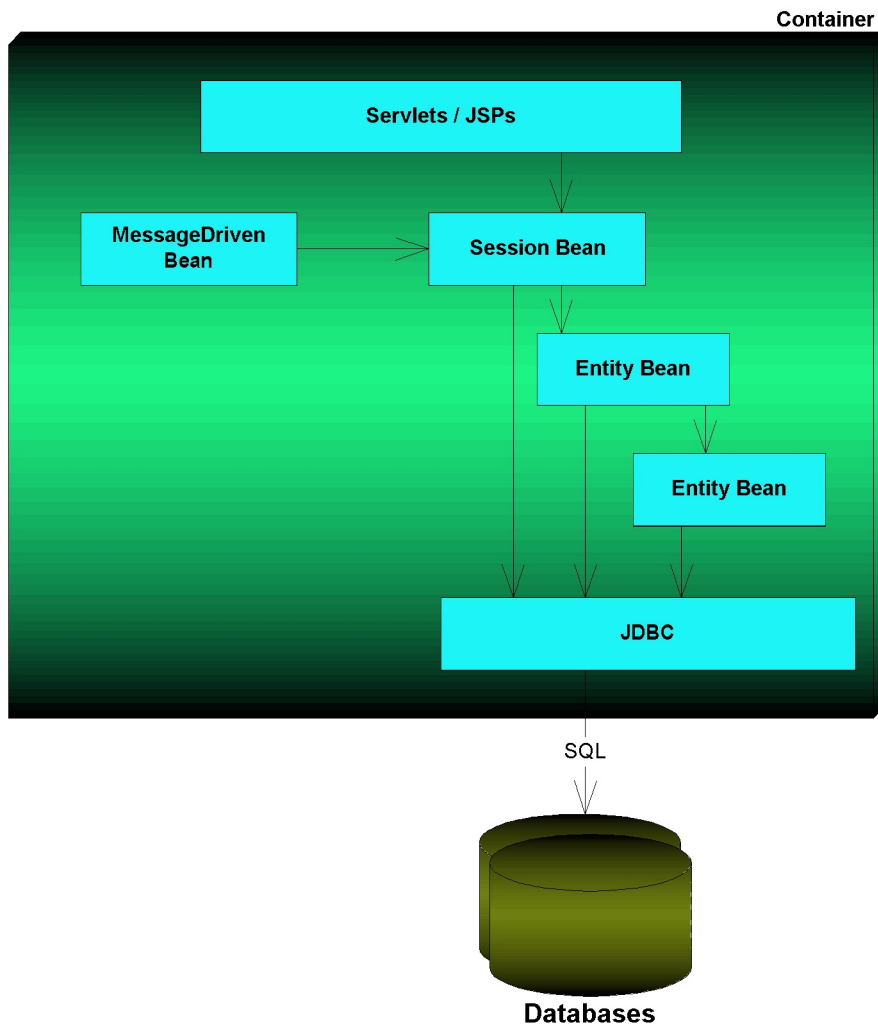 Container
Servlets / JSPs
MessageDriven
Bean
Session Bean
Entity Bean
Entity Bean
JDBC
SQL
Databases